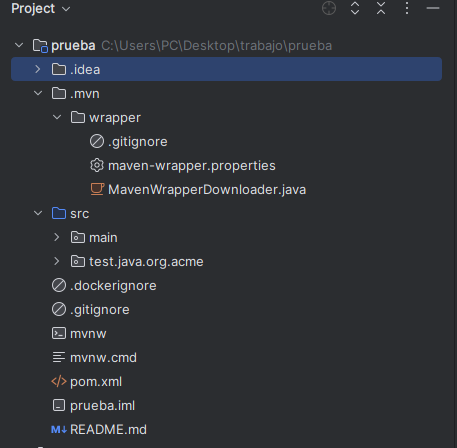 Project
prueba C:\Users\PC\Desktop\trabajo\prueba
.idea
.mvn
wrapper
.gitignore
maven-wrapper.properties
MavenWrapperDownloader.java
src
main
test.java.org.acme
.dockerignore
.gitignore
mvnw
mvnw.cmd
pom.xml
prueba.iml
M↓ README.md